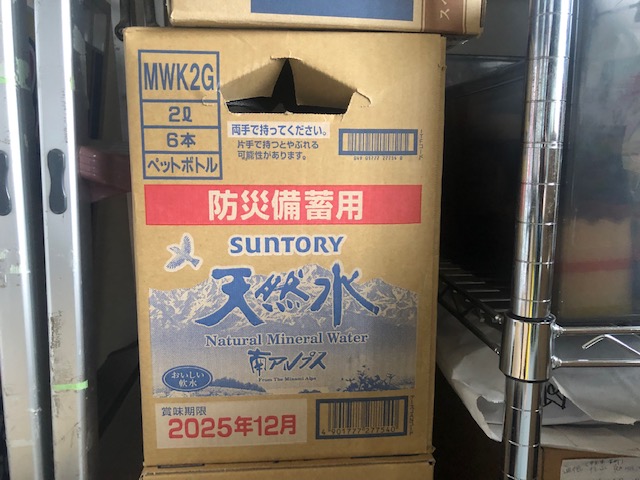 MWK2G
2ℓ
6本
ペットボトル
両手で持ってください。
片手で持つとやぶれる
可能性があります。
防災備蓄用
SUNTORY
天然水
Natural Mineral Water
南アルプス
From The Minami Alps
おいしい
軟水
賞味期限
2025年12月
4901777277540